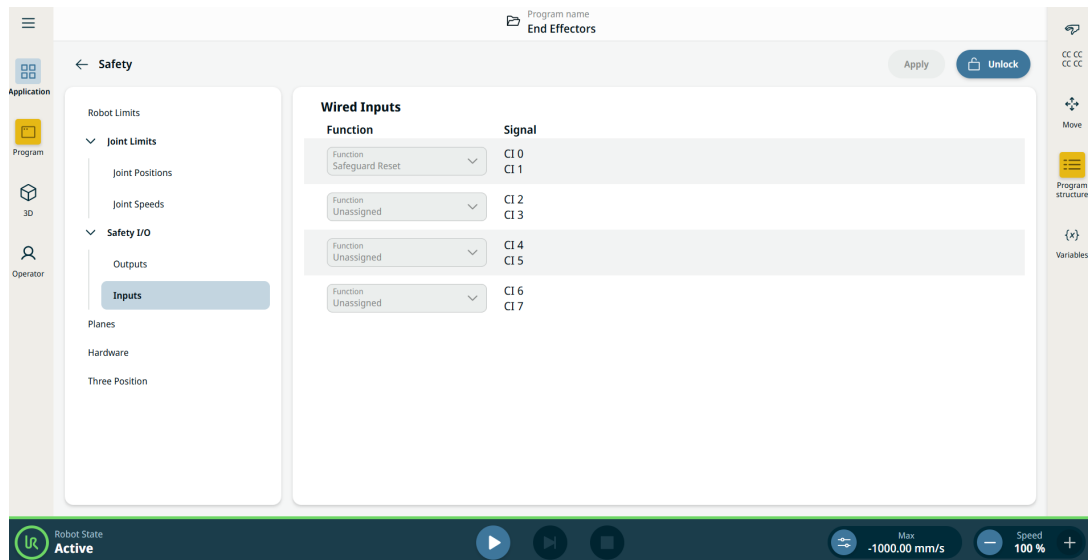 Program name
End Effectors
Application
Program
3D
Operator
Safety
Apply
Unlock
Robot Limits
Joint Limits
Joint Positions
Joint Speeds
Safety I/O
Outputs
Inputs
Planes
Hardware
Three Position
Wired Inputs
Function Signal
Function
Safeguard Reset
CI 0
CI 1
Function
Unassigned
CI 2
CI 3
Function
Unassigned
CI 4
CI 5
Function
Unassigned
CI 6
CI 7
CC CC
CC CC
Move
Program
structure
{x}
Variables
UR
Robot State
Active
Max
-1000.00 mm/s
Speed
100 %